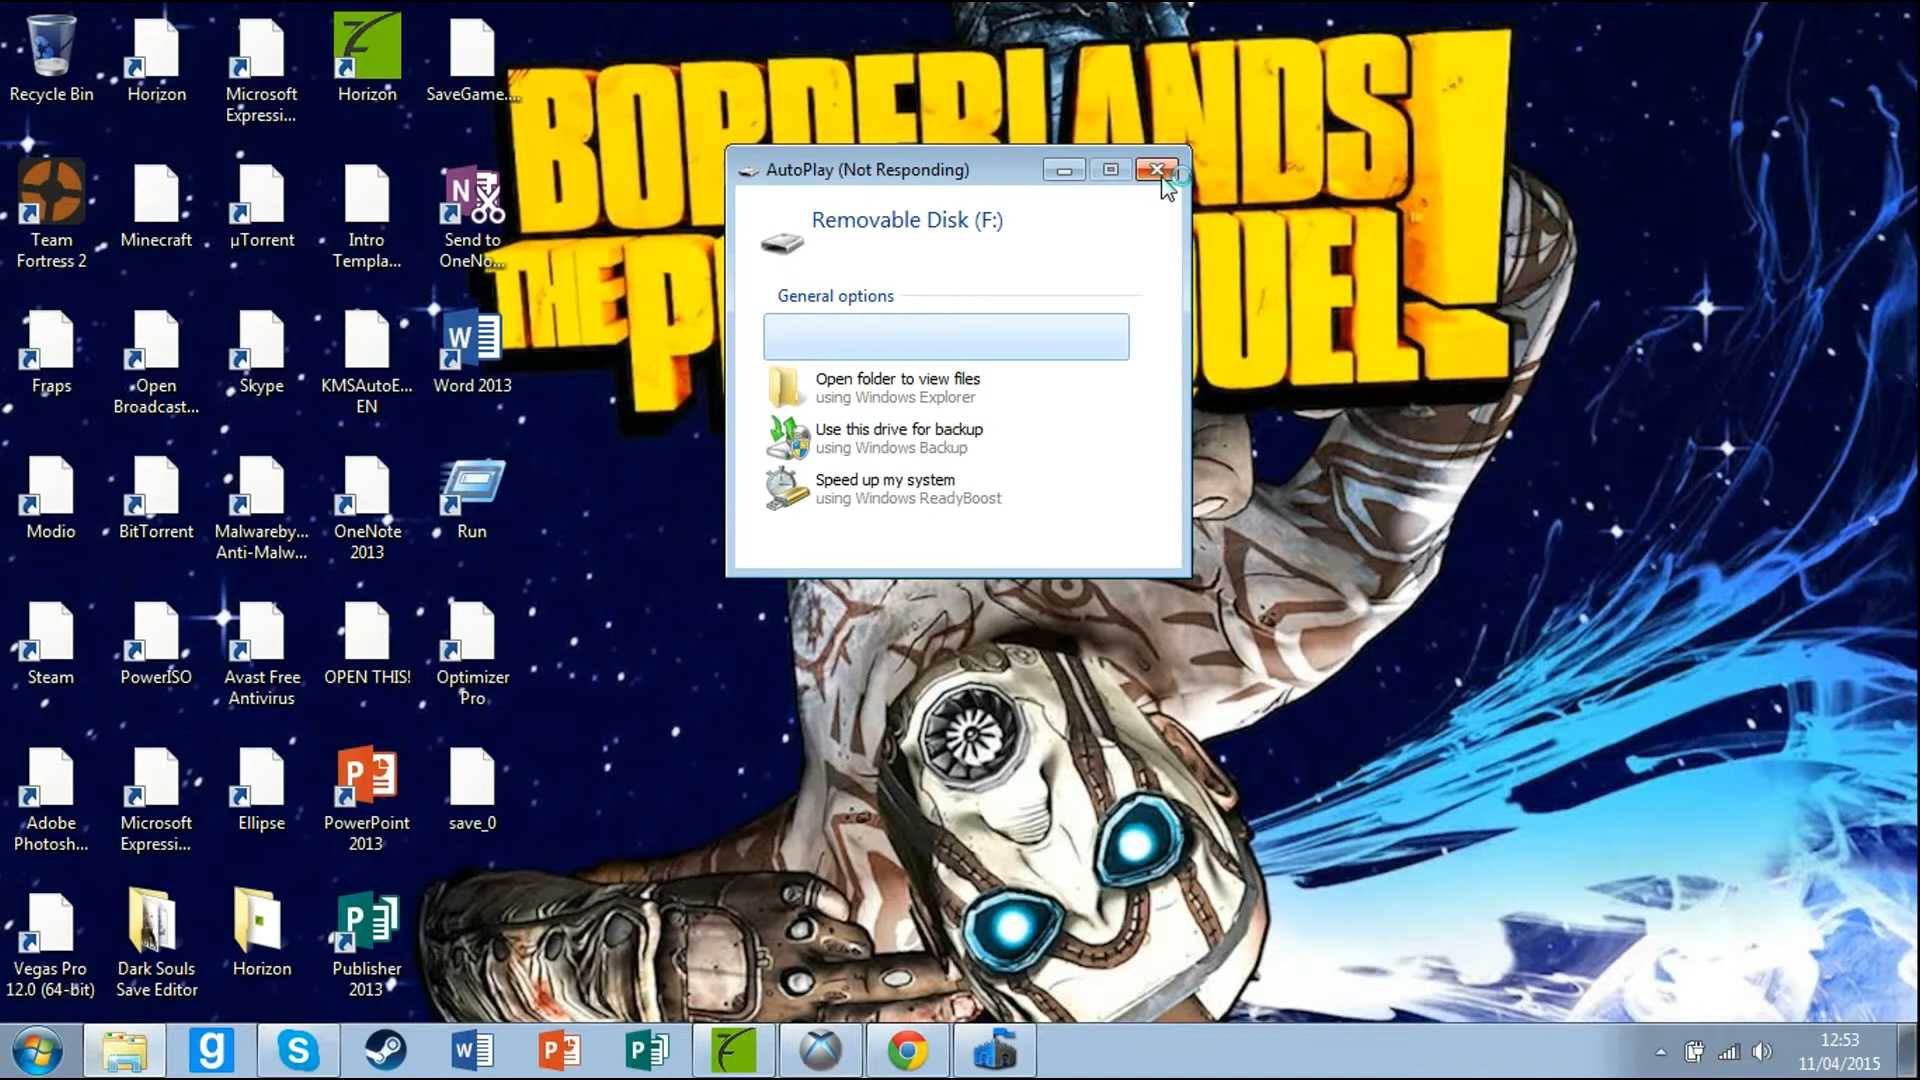 Recycle Bin
Horizon
Microsoft
Expressi...
Horizon
SaveGame....
Team
Fortress 2
Minecraft
µTorrent
Intro
Templa...
Send to
OneNo...
Fraps
Open
Broadcast...
Skype
KMSAutoE...
EN
Word 2013
Modio
BitTorrent
Malwareby...
Anti-Malw...
OneNote
2013
Run
Steam
PowerISO
Avast Free
Antivirus
OPEN THIS!
Optimizer
Pro
Adobe
Photosh...
Microsoft
Expressi...
Ellipse
PowerPoint
2013
save_0
Vegas Pro
12.0 (64-bit)
Dark Souls
Save Editor
Horizon
Publisher
2013
BORDERLANDS
THE P
UEL!
AutoPlay (Not Responding)
Removable Disk (F:)
General options
Open folder to view files
using Windows Explorer
Use this drive for backup
using Windows Backup
Speed up my system
using Windows ReadyBoost
12:53
11/04/2015